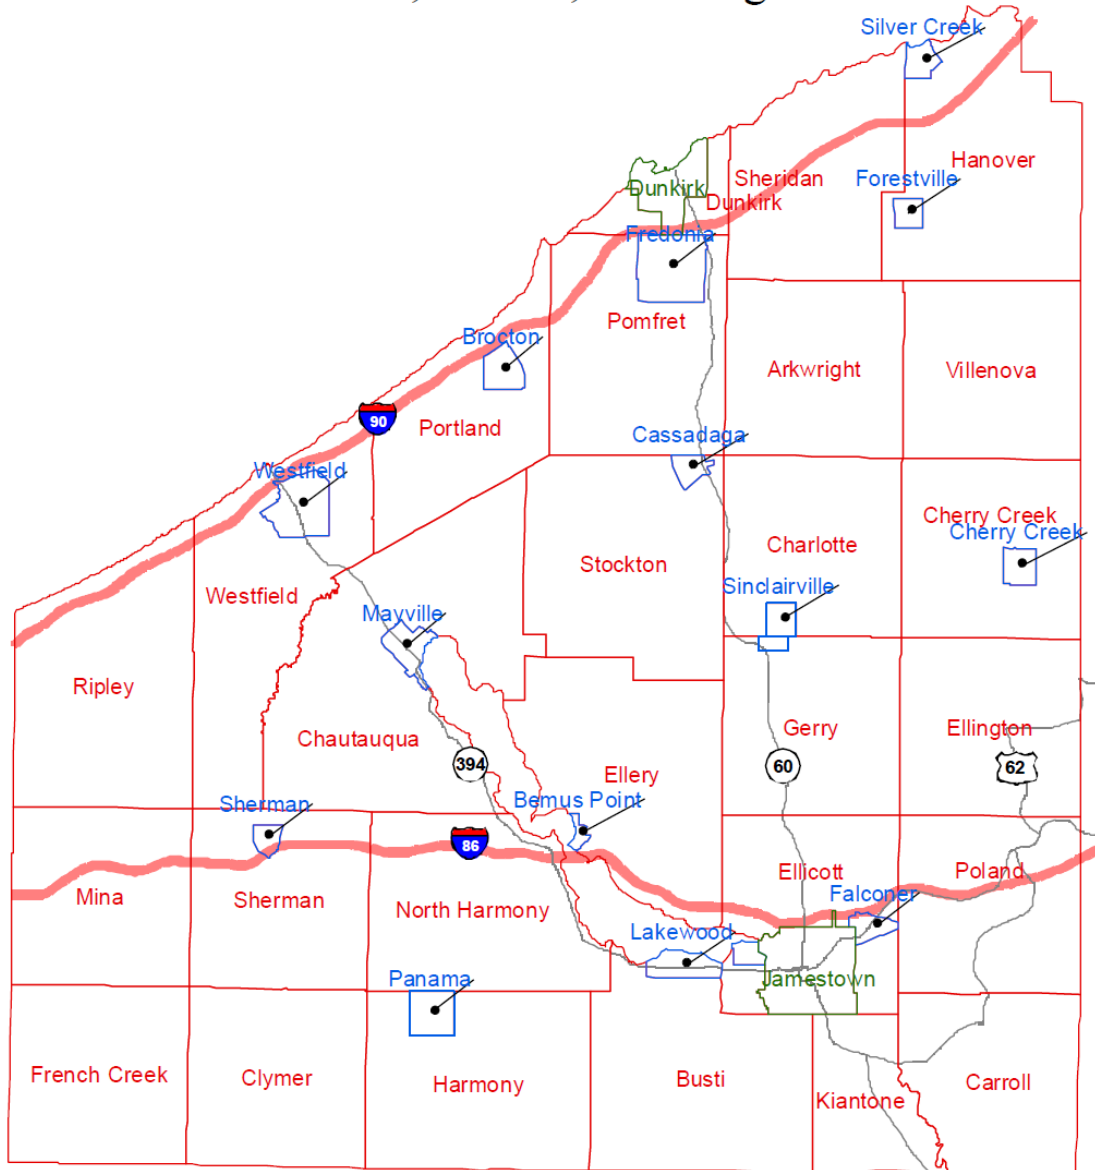 Silver Creek
Hanover
Dunkirk
Sheridan
Forestville
Dunkirk
Fredonia
Pomfret
Brocton
Arkwright
Villenova
90
Portland
Cassadaga
Westfield
Cherry Creek
Cherry Creek
Charlotte
Stockton
Sinclairville
Westfield
Mayville
Ripley
Chautauqua
Gerry
Ellington
394
60
62
Ellery
Sherman
Bemus Point
86
Ellicott
Poland
Mina
Sherman
North Harmony
Falconer
Lakewood
Panama
Jamestown
French Creek
Clymer
Harmony
Busti
Carroll
Kiantone